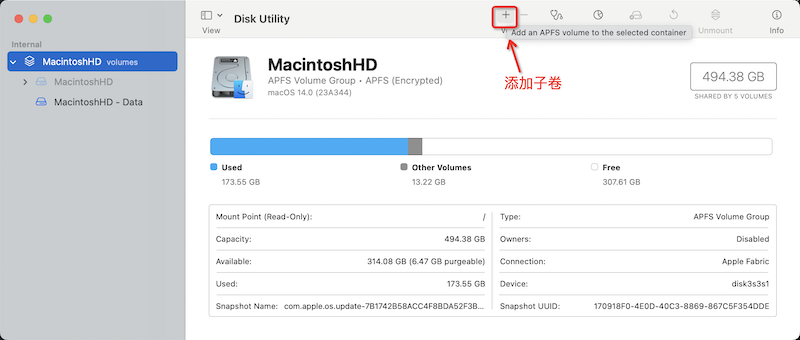 Internal
MacintoshHD volumes
MacintoshHD
MacintoshHD - Data
View
Disk Utility
Add an APFS volume to the selected container
Unmount
Info
添加子卷
MacintoshHD
APFS Volume Group • APFS (Encrypted)
macOS 14.0 (23A344)
494.38 GB
SHARED BY 5 VOLUMES
Used
173.55 GB
Other Volumes
13.22 GB
Free
307.61 GB
Mount Point (Read-Only): /
Capacity: 494.38 GB
Available: 314.08 GB (6.47 GB purgeable)
Used: 173.55 GB
Snapshot Name: com.apple.os.update-7B1742B58ACC4F8BDA52F3B...
Type: APFS Volume Group
Owners: Disabled
Connection: Apple Fabric
Device: disk3s3s1
Snapshot UUID: 170918F0-4E0D-40C3-8869-867C5F354DDE